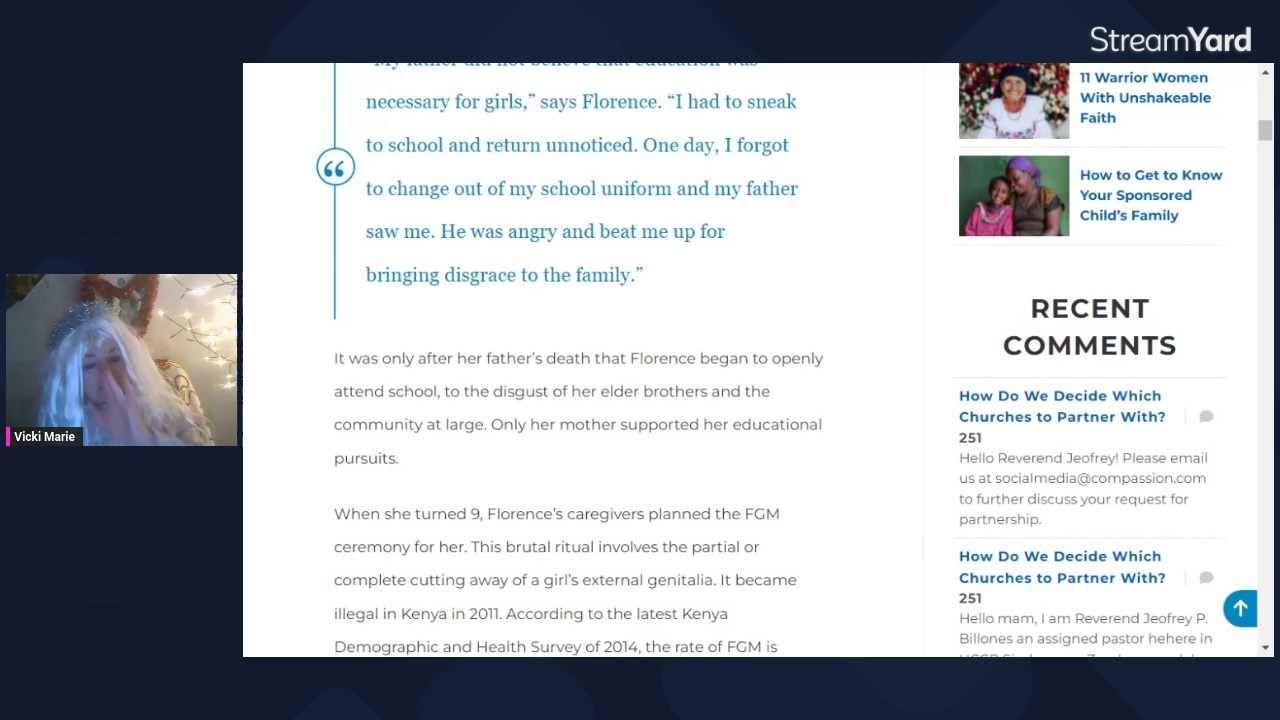 StreamYard
"My father did not believe that education was
necessary for girls,” says Florence. “I had to sneak
to school and return unnoticed. One day, I forgot
to change out of my school uniform and my father
saw me. He was angry and beat me up for
bringing disgrace to the family.”
It was only after her father’s death that Florence began to openly
attend school, to the disgust of her elder brothers and the
community at large. Only her mother supported her educational
pursuits.
When she turned 9, Florence’s caregivers planned the FGM
ceremony for her. This brutal ritual involves the partial or
complete cutting away of a girl’s external genitalia. It became
illegal in Kenya in 2011. According to the latest Kenya
Demographic and Health Survey of 2014, the rate of FGM is
11 Warrior Women
With Unshakeable
Faith
How to Get to Know
Your Sponsored
Child’s Family
RECENT
COMMENTS
How Do We Decide Which
Churches to Partner With?
251
Hello Reverend Jeofrey! Please email
us at socialmedia@compassion.com
to further discuss your request for
partnership.
How Do We Decide Which
Churches to Partner With?
251
Hello mam, I am Reverend Jeofrey P.
Billones an assigned pastor hehere in
Vicki Marie